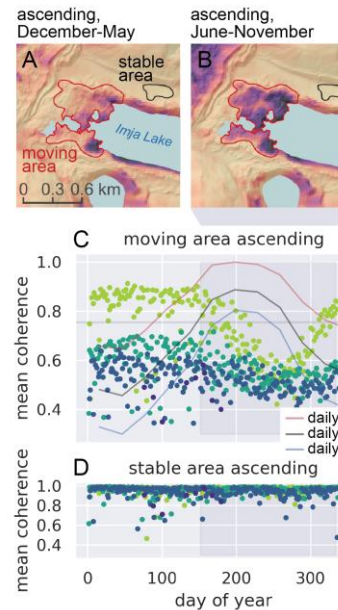 ascending,
December-May
ascending,
June-November
A
stable
area
B
Imja Lake
moving
area
0 0.3 0.6 km
C
moving area ascending
1.0
0.8
0.6
0.4
mean coherence
daily
daily
daily
D
stable area ascending
1.0
0.8
0.6
0.4
mean coherence
0
100
200
300
day of year